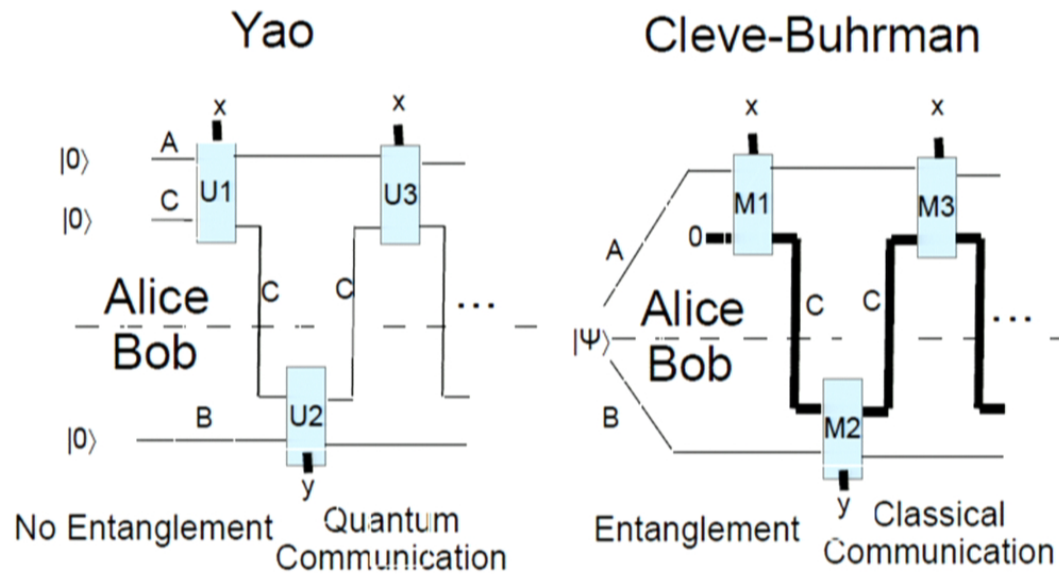 Yao
x
x
|0⟩
A
U1
U3
|0⟩
C
C
C
Alice
...
Bob
U2
|0⟩
B
y
No Entanglement
Quantum
Communication
Cleve-Buhrman
x
x
M1
M3
0
A
C
C
Alice
...
|Ψ⟩
Bob
B
M2
y
Entanglement
Classical
Communication